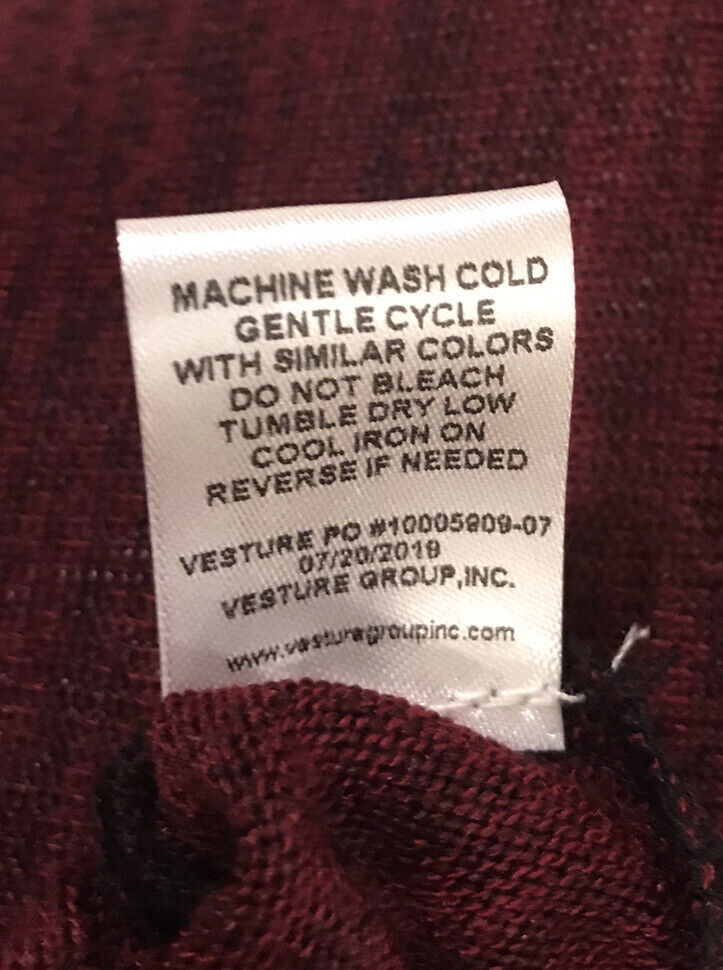 MACHINE WASH COLD
GENTLE CYCLE
WITH SIMILAR COLORS
DO NOT BLEACH
TUMBLE DRY LOW
COOL IRON ON
REVERSE IF NEEDED
VESTURE PO #10005909-07
07/20/2019
VESTURE GROUP,INC.
www.vesturegroupinc.com